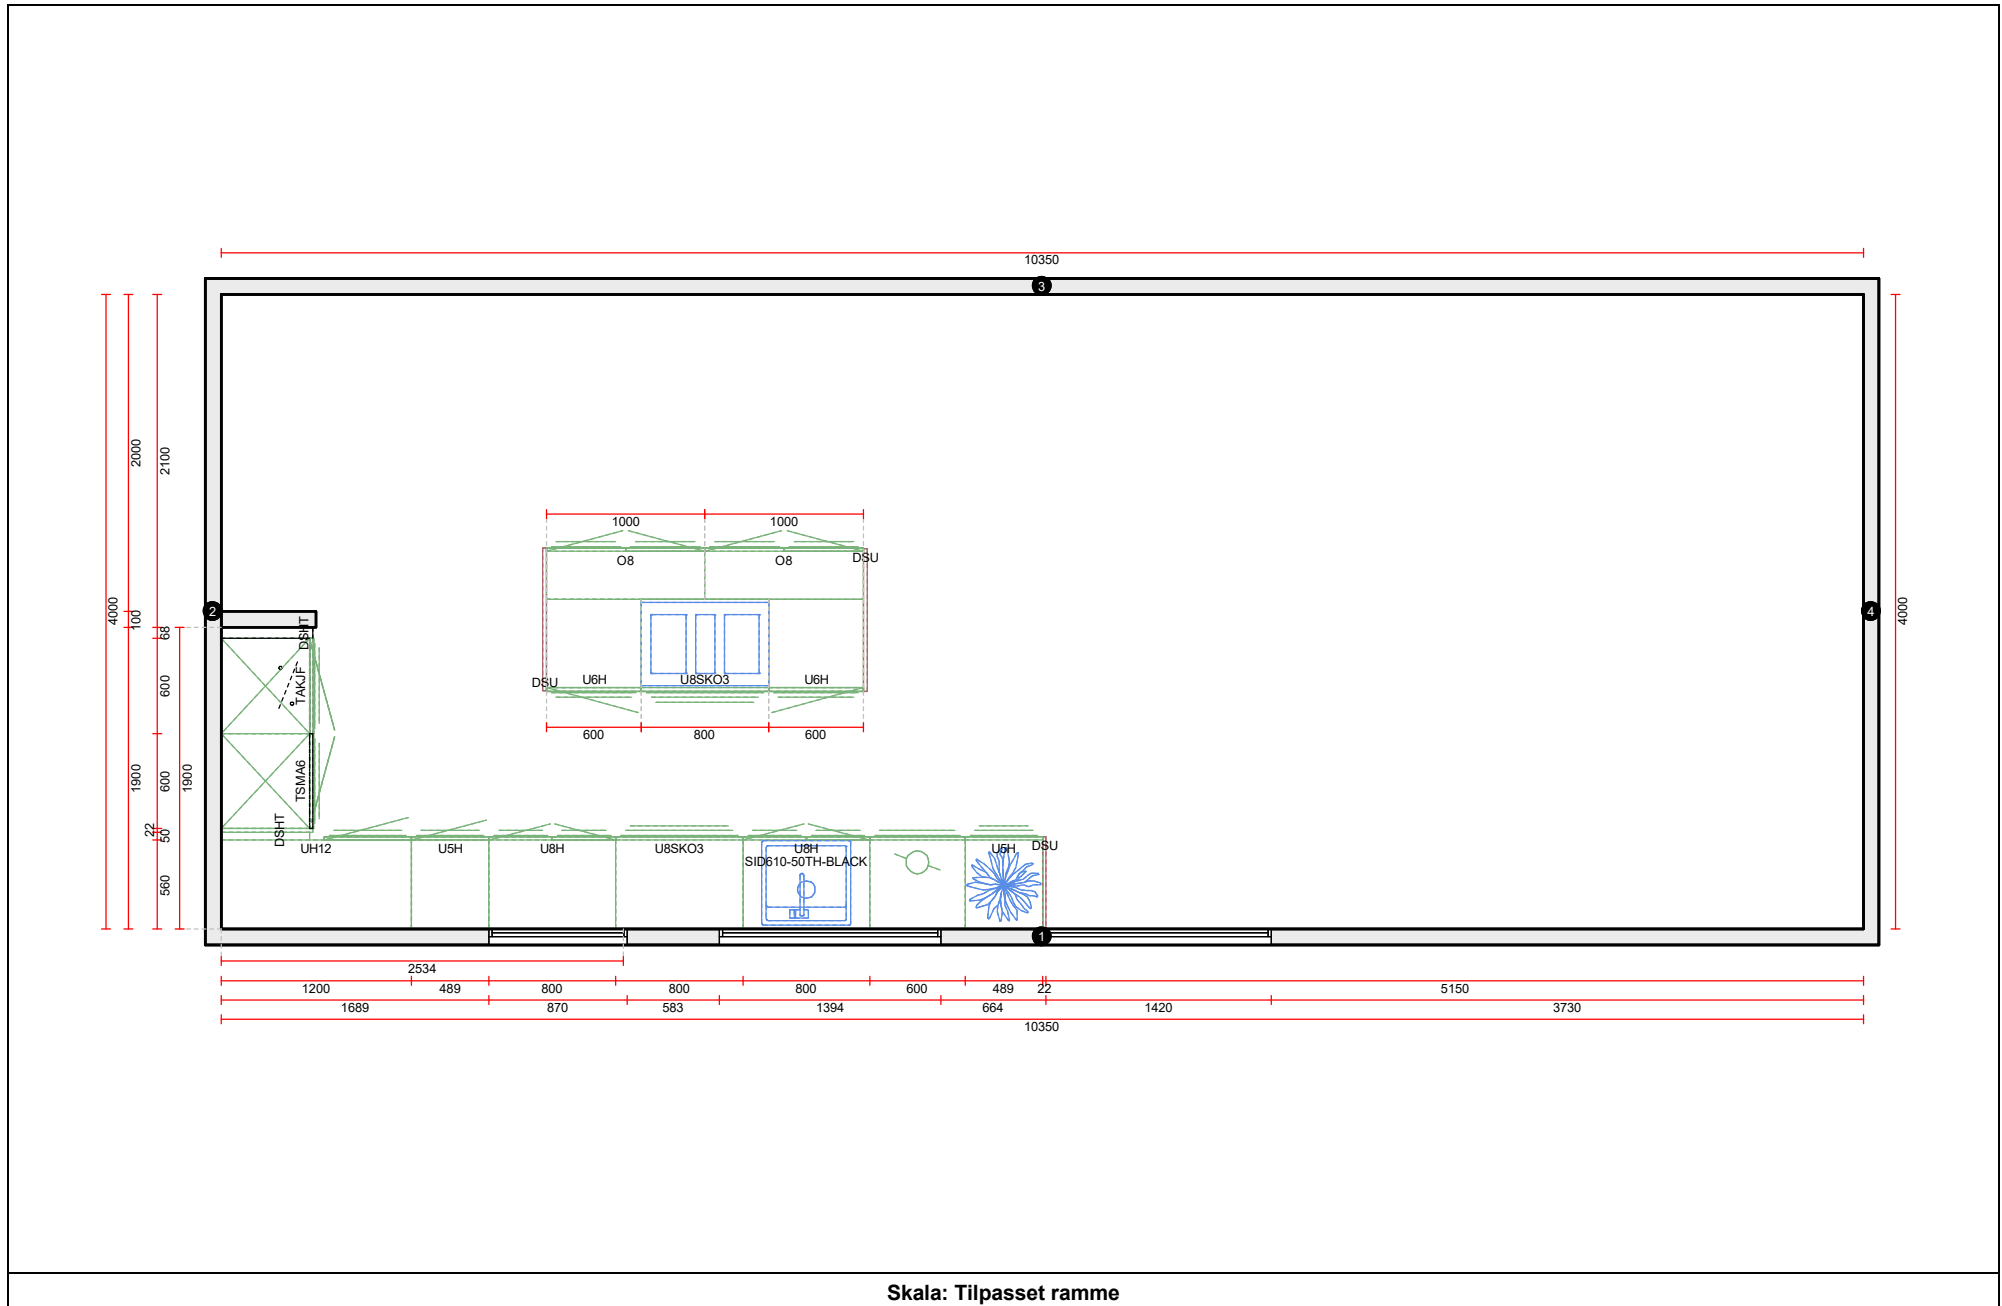 10350
3
4000
2000
2100
100
68
600
1900
600
1900
22
50
560
2
4
4000
1000
1000
O8
O8
DSU
DSU
U6H
U8SKO3
U6H
600
800
600
DSHT
TAKJF
TSMA6
DSHT
UH12
U5H
U8H
U8SKO3
U8H
U5H
DSU
SID610-50TH-BLACK
1
2534
1200
489
800
800
800
600
489
22
5150
1689
870
583
1394
664
1420
3730
10350
Skala: Tilpasset ramme